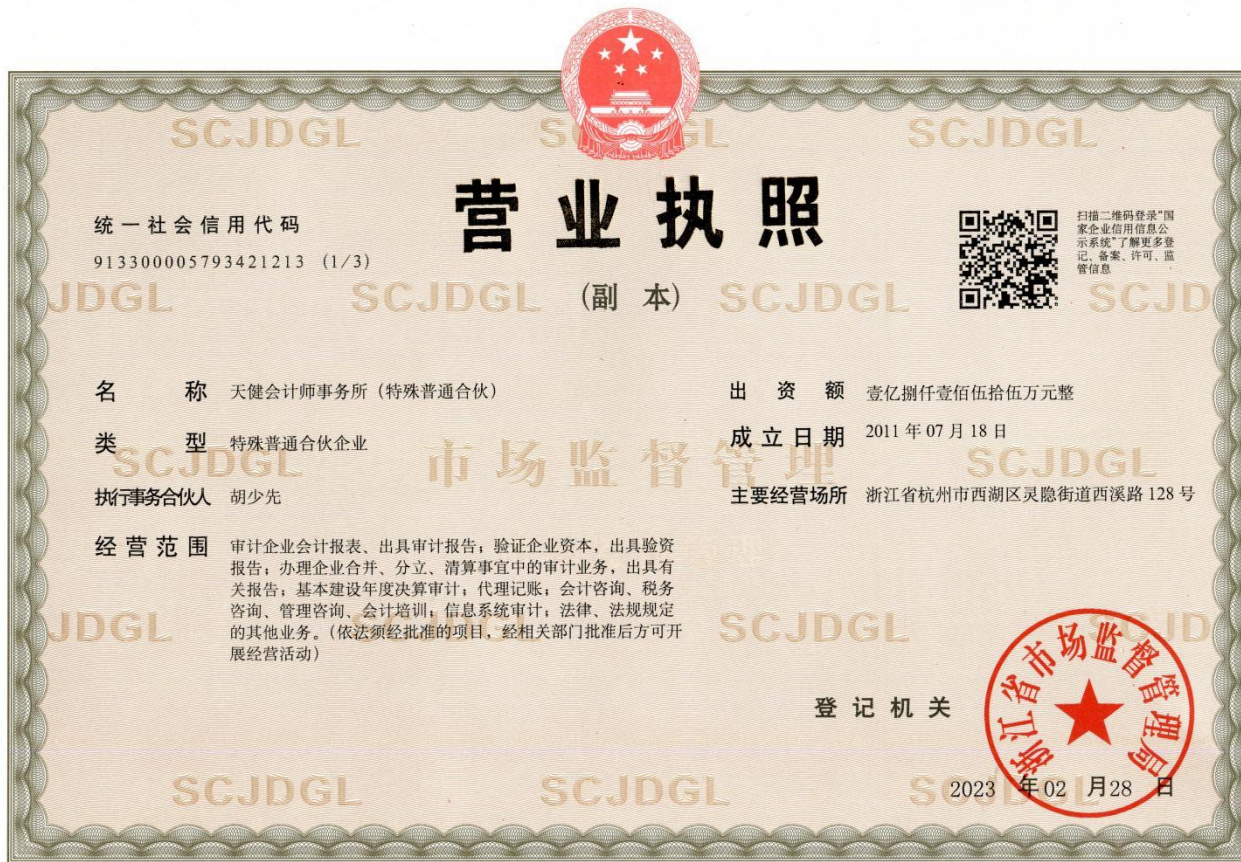 SCJDGL
SCJDGL
营业执照
(副 本)
统一社会信用代码
913300005793421213 (1/3)
扫描二维码登录“国
家企业信用信息公
示系统”了解更多登
记、备案、许可、监
管信息
JDGL SCJDGL SCJDGL SCJD
名 称 天健会计师事务所（特殊普通合伙）
类 型 特殊普通合伙企业
执行事务合伙人 胡少先
经营范围 审计企业会计报表、出具审计报告；验证企业资本，出具验资
报告；办理企业合并、分立、清算事宜中的审计业务，出具有
关报告；基本建设年度决算审计；代理记账；会计咨询、税务
咨询、管理咨询、会计培训；信息系统审计；法律、法规规定
的其他业务。（依法须经批准的项目，经相关部门批准后方可开
展经营活动）
出 资 额 壹亿捌仟壹佰伍拾伍万元整
成立日期 2011年07月18日
主要经营场所 浙江省杭州市西湖区灵隐街道西溪路128号
SCJDGL 市场监督管理 SCJDGL
JDGL SCJDGL SCJD
登记机关
浙江省市场监督管理局
2023 年02 月28 日
SCJDGL SCJDGL